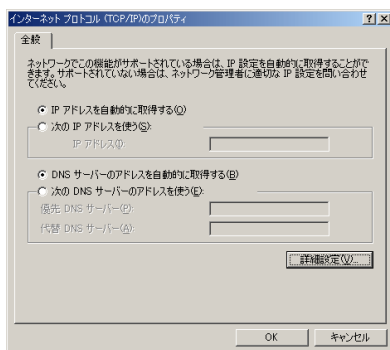 インターネット プロトコル (TCP/IP)のプロパティ
? ×
全般
ネットワークでこの機能がサポートされている場合は、IP 設定を自動的に取得することがで
きます。サポートされていない場合は、ネットワーク管理者に適切な IP 設定を問い合わせ
てください。
IP アドレスを自動的に取得する(O)
次の IP アドレスを使う(S):
IP アドレス(I):
DNS サーバーのアドレスを自動的に取得する(B)
次の DNS サーバーのアドレスを使う(E):
優先 DNS サーバー(P):
代替 DNS サーバー(A):
詳細設定(V)...
OK
キャンセル